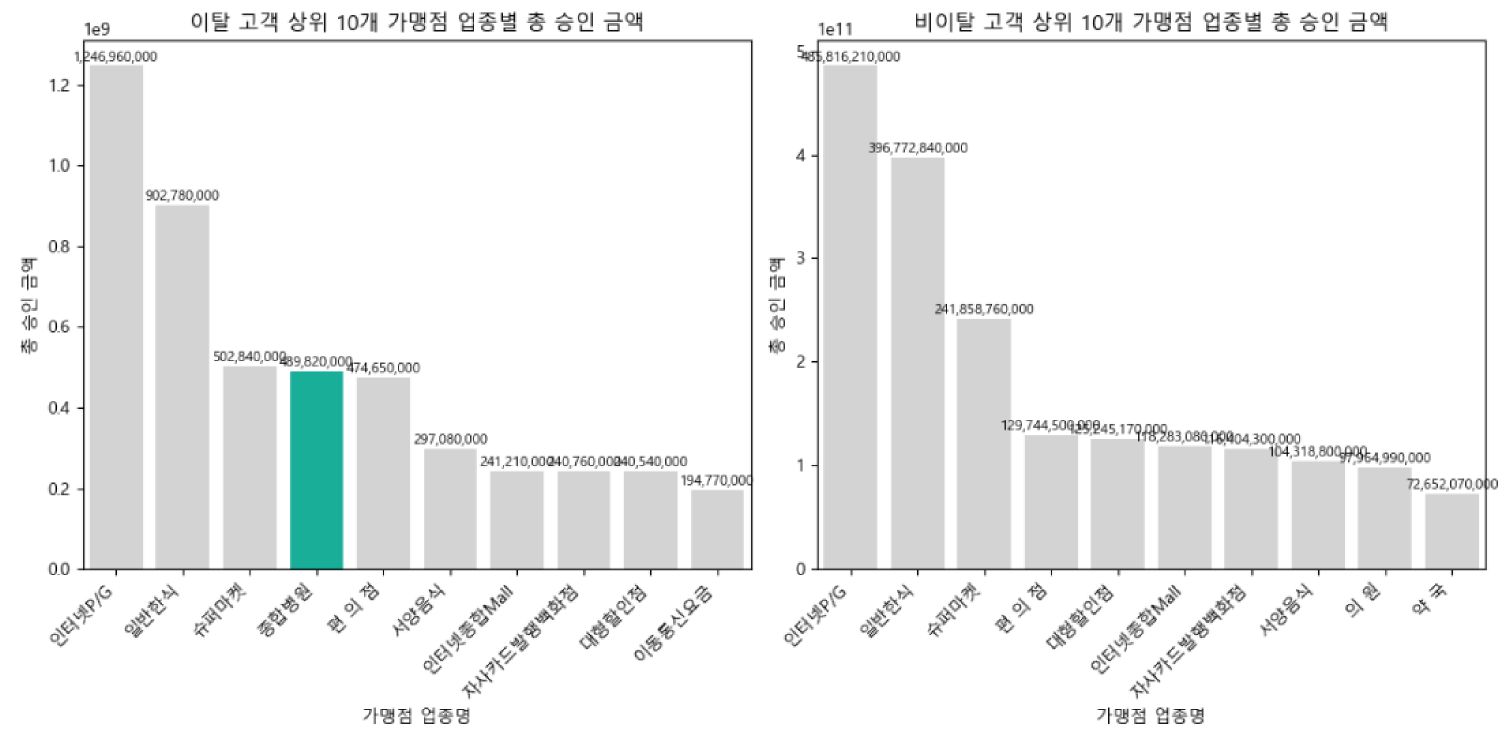 이탈 고객 상위 10개 가맹점 업종별 총 승인 금액
1e9
총 승인 금액
1.2
1.0
0.8
0.6
0.4
0.2
0.0
1,246,960,000
902,780,000
502,840,000
489,820,000
474,650,000
297,080,000
241,210,000
240,760,000
240,540,000
194,770,000
인터넷P/G
일반한식
슈퍼마켓
종합병원
편 의 점
서양음식
인터넷종합Mall
자사카드발행백화점
대형할인점
이동통신요금
가맹점 업종명
비이탈 고객 상위 10개 가맹점 업종별 총 승인 금액
1e11
총 승인 금액
5
4
3
2
1
0
485,816,210,000
396,772,840,000
241,858,760,000
129,744,500,000
125,245,170,000
118,283,080,000
116,404,300,000
104,318,800,000
97,964,990,000
72,652,070,000
인터넷P/G
일반한식
슈퍼마켓
편 의 점
대형할인점
인터넷종합Mall
자사카드발행백화점
서양음식
의 원
약 국
가맹점 업종명